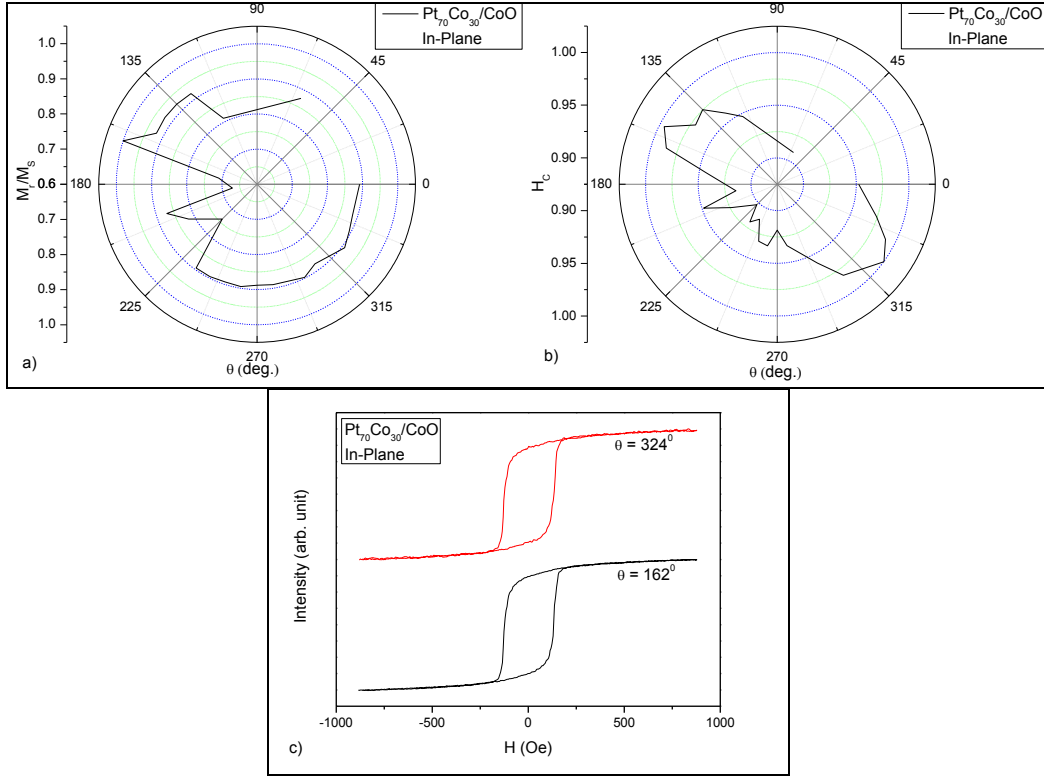 90
Pt70Co30/CoO
In-Plane
1.0
135
45
0.9
0.8
0.7
Mr/MS
0.6
180
0
0.7
0.8
0.9
225
315
1.0
270
a)
θ (deg.)
90
Pt70Co30/CoO
In-Plane
1.00
135
45
0.95
0.90
HC
180
0
0.90
0.95
225
315
1.00
270
b)
θ (deg.)
Pt70Co30/CoO
In-Plane
θ = 324⁰
Intensity (arb. unit)
θ = 162⁰
-1000
-500
0
500
1000
c)
H (Oe)